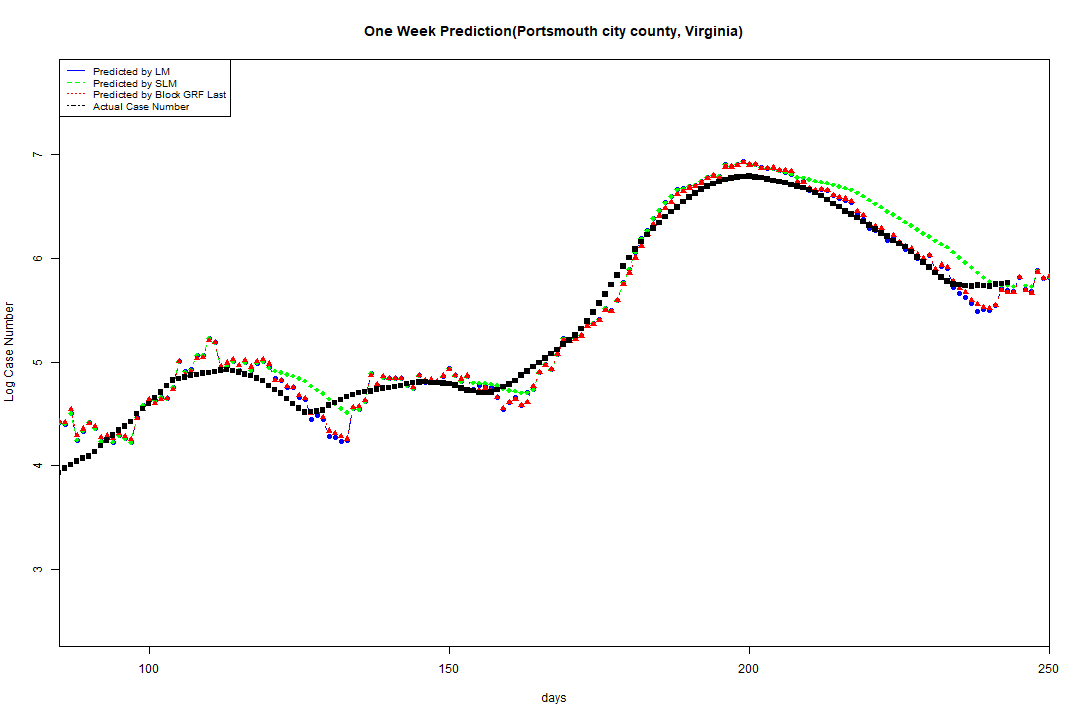 One Week Prediction(Portsmouth city county, Virginia)
Predicted by LM
Predicted by SLM
Predicted by Block GRF Last
Actual Case Number
Log Case Number
7
6
5
4
3
100 150 200 250
days